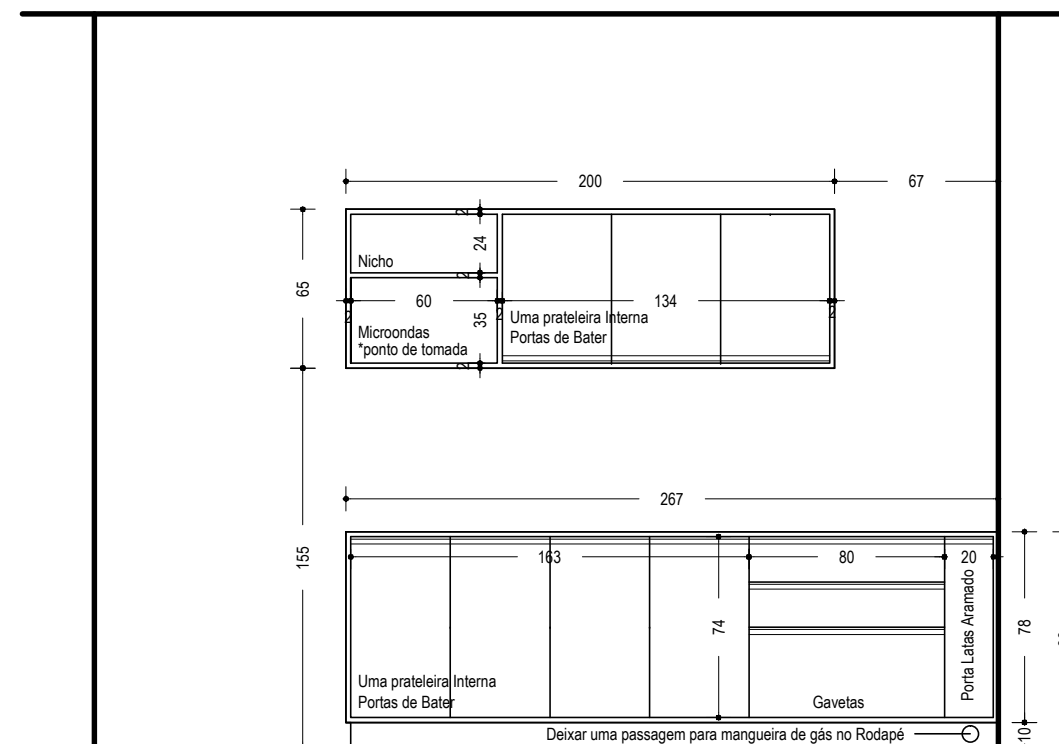 200
67
2
24
Nicho
2
65
60
134
2
2
2
35
Uma prateleira Interna
Portas de Bater
Microondas
*ponto de tomada
2
267
155
163
80
20
74
78
Porta Latas Aramado
Uma prateleira Interna
Portas de Bater
Gavetas
Deixar uma passagem para mangueira de gás no Rodapé
10